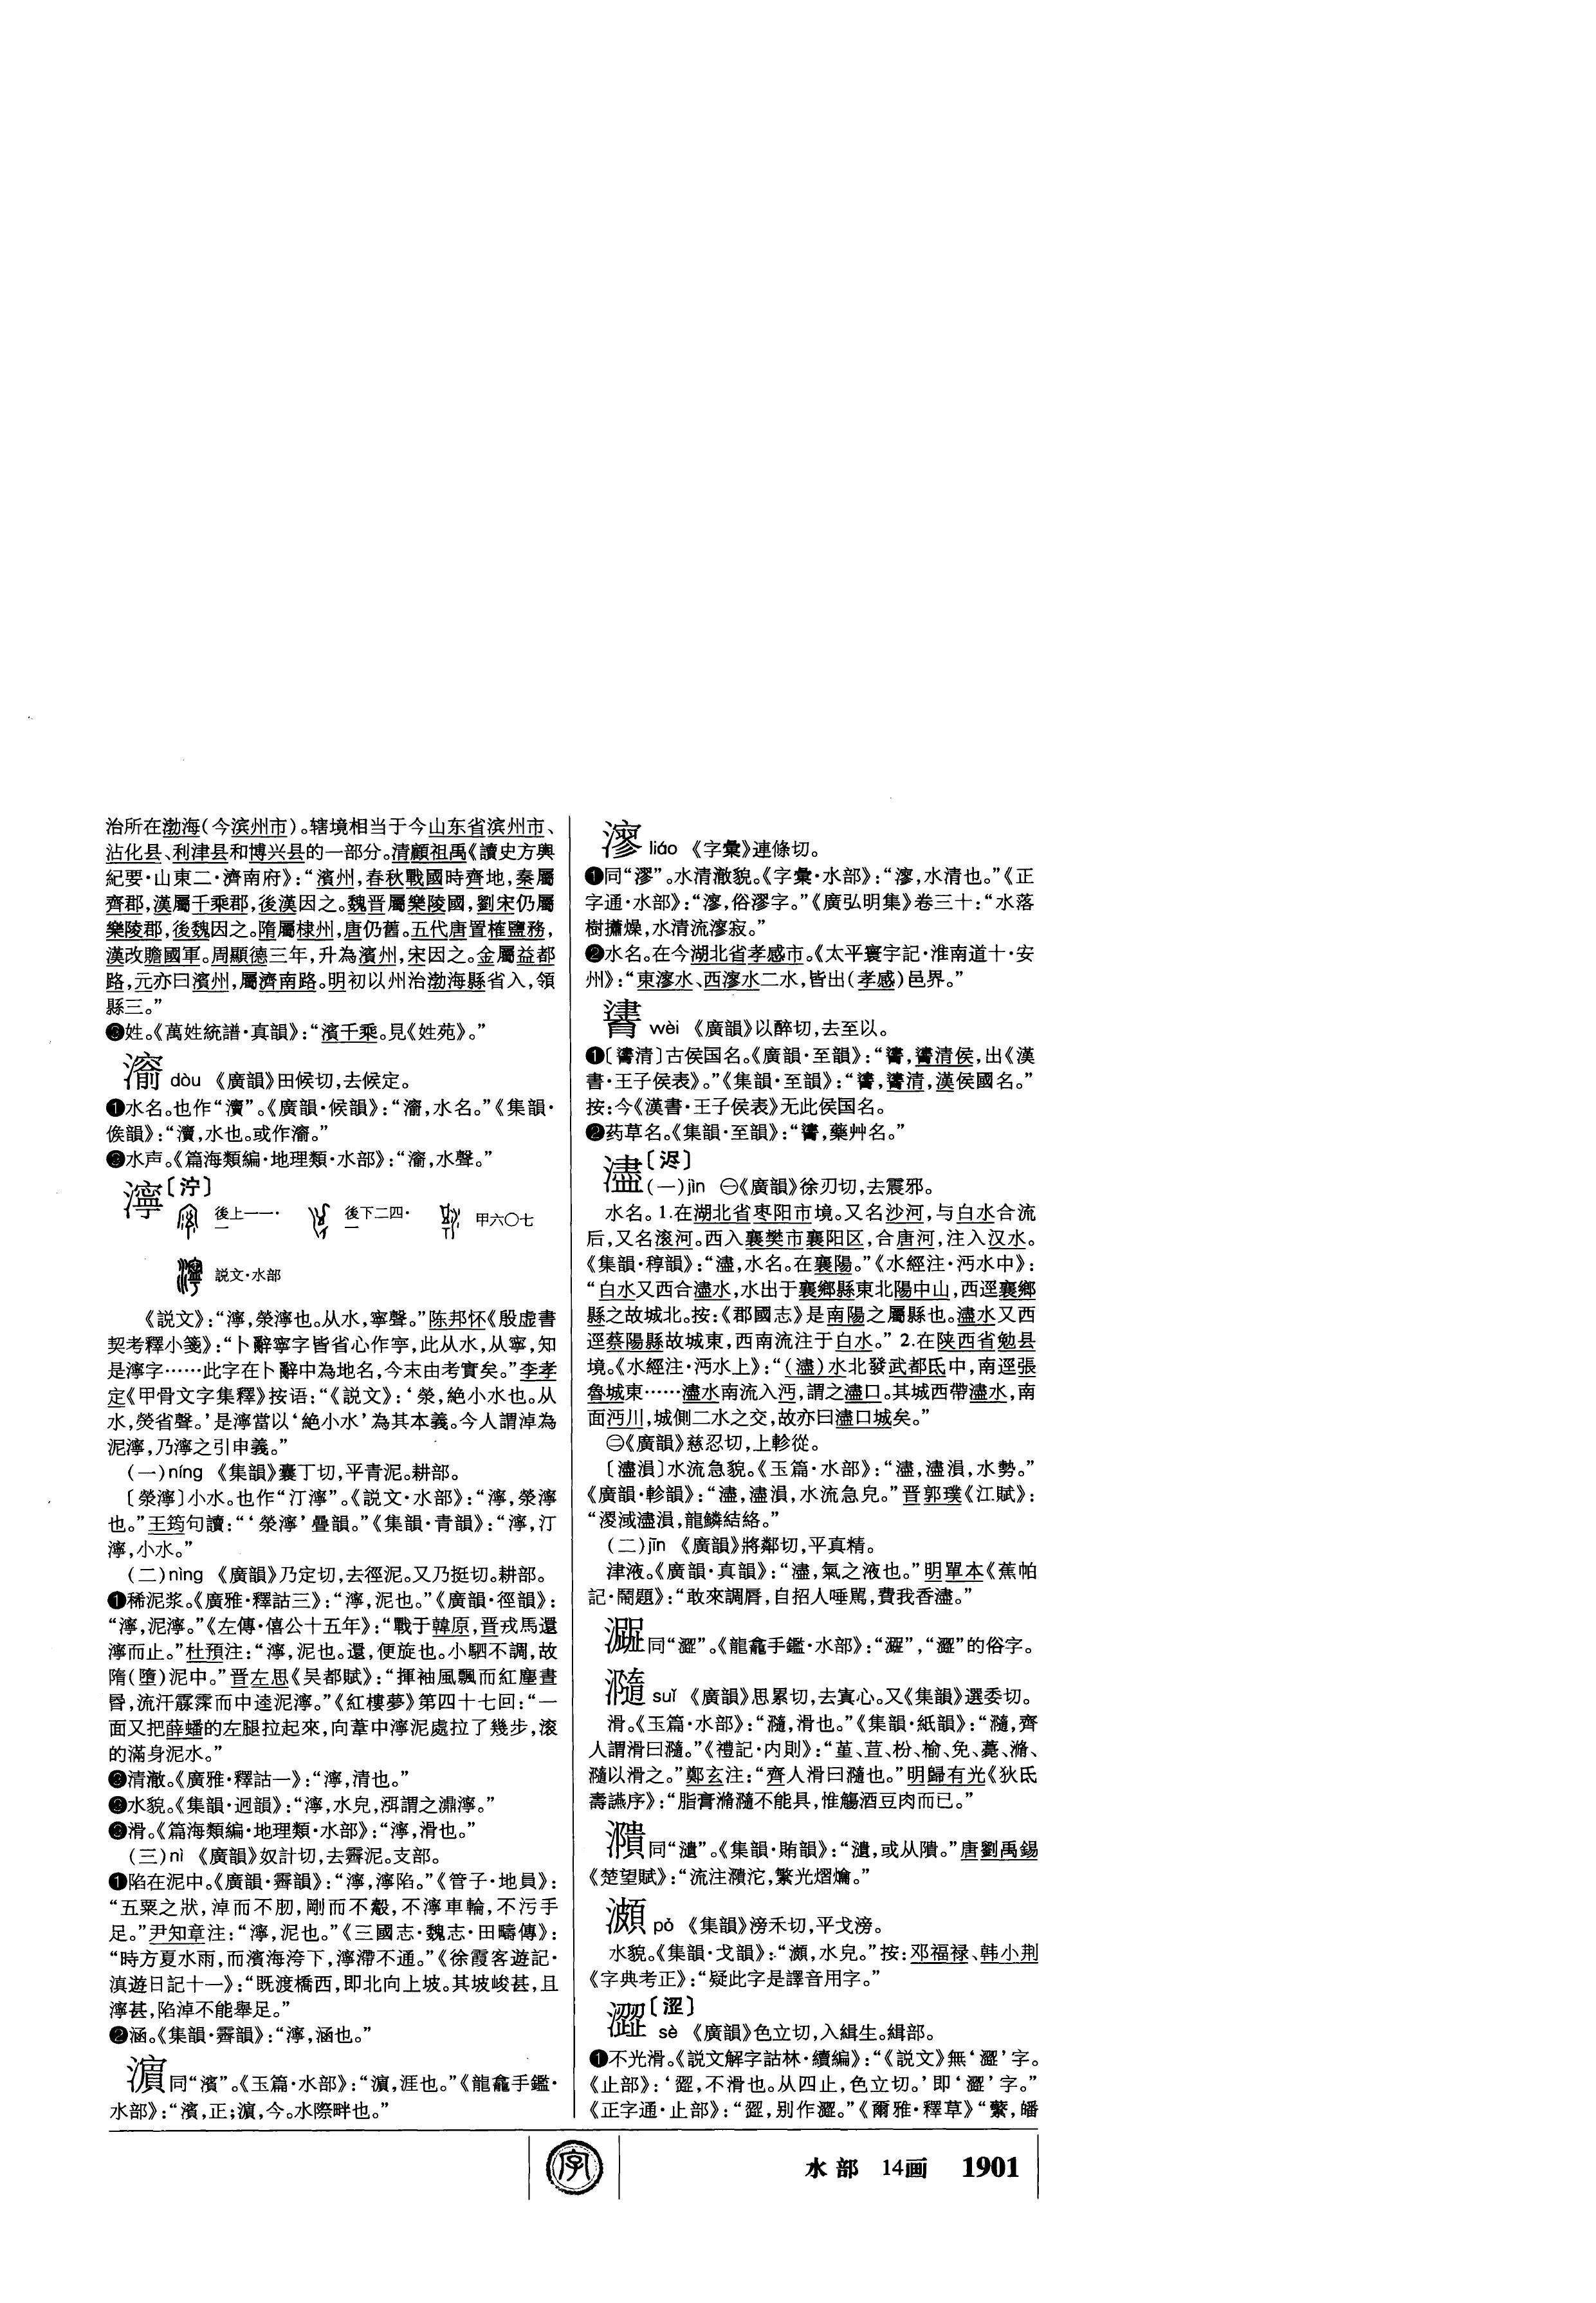 治所在渤海(今滨州市)。辖境相当于今山东省滨州市、
沾化县、利津县和博兴县的一部分。清顧祖禹《讀史方輿
紀要·山東二·濟南府》:“濱州,春秋戰國時齊地,秦屬
齊郡,漢屬千乘郡,後漢因之。魏晋屬樂陵國,劉宋仍屬
樂陵郡,後魏因之。隋屬棣州,唐仍舊。五代唐置榷鹽務,
漢改贍國軍。周顯德三年,升為濱州,宋因之。金屬益都
路,元亦曰濱州,屬濟南路。明初以州治渤海縣省入,領
縣三。”
❸姓。《萬姓統譜·真韻》:“濱千乘。見《姓苑》。”
㵱 dòu 《廣韻》田候切,去候定。
❶水名。也作“瀆”。《廣韻·候韻》:“㵱,水名。”《集韻·
候韻》:“瀆,水也。或作㵱。”
❷水声。《篇海類編·地理類·水部》:“㵱,水聲。”
濘〔泞〕
後上一一·一 後下二四·一 甲六〇七
説文·水部
《説文》:“濘,滎濘也。从水,寧聲。”陈邦怀《殷虚書
契考釋小箋》:“卜辭寧字皆省心作寍,此从水,从寧,知
是濘字……此字在卜辭中為地名,今末由考實矣。”李孝
定《甲骨文字集釋》按语:“《説文》:‘滎,絶小水也。从
水,熒省聲。’是濘當以‘絶小水’為其本義。今人謂淖為
泥濘,乃濘之引申義。”
(一)níng 《集韻》囊丁切,平青泥。耕部。
〔滎濘〕小水。也作“汀濘”。《説文·水部》:“濘,滎濘
也。”王筠句讀:“‘滎濘’疊韻。”《集韻·青韻》:“濘,汀
濘,小水。”
(二)nìng 《廣韻》乃定切,去徑泥。又乃挺切。耕部。
❶稀泥浆。《廣雅·釋詁三》:“濘,泥也。”《廣韻·徑韻》:
“濘,泥濘。”《左傳·僖公十五年》:“戰于韓原,晋戎馬還
濘而止。”杜預注:“濘,泥也。還,便旋也。小駟不調,故
隋(墮)泥中。”晋左思《吴都賦》:“揮袖風飄而紅塵晝
昏,流汗霡霂而中逵泥濘。”《紅樓夢》第四十七回:“一
面又把薛蟠的左腿拉起來,向葦中濘泥處拉了幾步,滚
的滿身泥水。”
❷清澈。《廣雅·釋詁一》:“濘,清也。”
❸水貌。《集韻·迥韻》:“濘,水皃,洱謂之濎濘。”
❸滑。《篇海類編·地理類·水部》:“濘,滑也。”
(三)nì 《廣韻》奴計切,去霽泥。支部。
❶陷在泥中。《廣韻·霽韻》:“濘,濘陷。”《管子·地員》:
“五粟之狀,淖而不肕,剛而不觳,不濘車輪,不污手
足。”尹知章注:“濘,泥也。”《三國志·魏志·田疇傳》:
“時方夏水雨,而濱海洿下,濘滯不通。”《徐霞客遊記·
滇遊日記十一》:“既渡橋西,即北向上坡。其坡峻甚,且
濘甚,陷淖不能舉足。”
❷涵。《集韻·霽韻》:“濘,涵也。”
濵同“濱”。《玉篇·水部》:“濵,涯也。”《龍龕手鑑·
水部》:“濱,正;濵,今。水際畔也。”
㵳 liáo 《字彙》連條切。
❶同“漻”。水清澈貌。《字彙·水部》:“㵳,水清也。”《正
字通·水部》:“㵳,俗漻字。”《廣弘明集》卷三十:“水落
樹摵燥,水清流㵳寂。”
❷水名。在今湖北省孝感市。《太平寰宇記·淮南道十·安
州》:“東㵳水、西㵳水二水,皆出(孝感)邑界。”
wèi 《廣韻》以醉切,去至以。
❶〔清〕古侯国名。《廣韻·至韻》:“清侯,出《漢
書·王子侯表》。”《集韻·至韻》:“清,漢侯國名。”
按:今《漢書·王子侯表》无此侯国名。
❷药草名。《集韻·至韻》:“藥艸名。”
濜〔浕〕
(一)jìn ㊀《廣韻》徐刃切,去震邪。
水名。1.在湖北省枣阳市境。又名沙河,与白水合流
后,又名滚河。西入襄樊市襄阳区,合唐河,注入汉水。
《集韻·稕韻》:“濜,水名。在襄陽。”《水經注·沔水中》:
“白水又西合濜水,水出于襄鄉縣東北陽中山,西逕襄鄉
縣之故城北。按:《郡國志》是南陽之屬縣也。濜水又西
逕蔡陽縣故城東,西南流注于白水。” 2.在陕西省勉县
境。《水經注·沔水上》:“(濜)水北發武都氐中,南逕張
魯城東……濜水南流入沔,謂之濜口。其城西帶濜水,南
面沔川,城側二水之交,故亦曰濜口城矣。”
㊁《廣韻》慈忍切,上軫從。
〔濜溳〕水流急貌。《玉篇·水部》:“濜,濜溳,水勢。”
《廣韻·軫韻》:“濜,濜溳,水流急皃。”晋郭璞《江賦》:
“㴒淢濜溳,龍鱗結絡。”
(二)jīn 《廣韻》將鄰切,平真精。
津液。《廣韻·真韻》:“濜,氣之液也。”明單本《蕉帕
記·鬧題》:“敢來調脣,自招人唾駡,費我香濜。”
同“澀”。《龍龕手鑑·水部》:“澀”的俗字。
瀡 suǐ 《廣韻》思累切,去寘心。又《集韻》選委切。
滑。《玉篇·水部》:“瀡,滑也。”《集韻·紙韻》:“瀡,齊
人謂滑曰瀡。”《禮記·内則》:“堇、荁、枌、榆、免、薧、滫、
瀡以滑之。”鄭玄注:“齊人滑曰瀡也。”明歸有光《狄氏
壽讌序》:“脂膏滫瀡不能具,惟觴酒豆肉而已。”
同“潰”。《集韻·賄韻》:“或从隤。”唐劉禹錫
《楚望賦》:“流注沱,繁光熠爚。”
pǒ 《集韻》滂禾切,平戈滂。
水貌。《集韻·戈韻》:“水皃。”按:邓福禄、韩小荆
《字典考正》:“疑此字是譯音用字。”
澀〔涩〕
sè 《廣韻》色立切,入緝生。緝部。
❶不光滑。《説文解字詁林·續編》:“《説文》無‘澀’字。
《止部》:‘歰,不滑也。从四止,色立切。’即‘澀’字。”
《正字通·止部》:“歰,别作澀。”《爾雅·釋草》“蘩,皤
字
水部 14画 1901